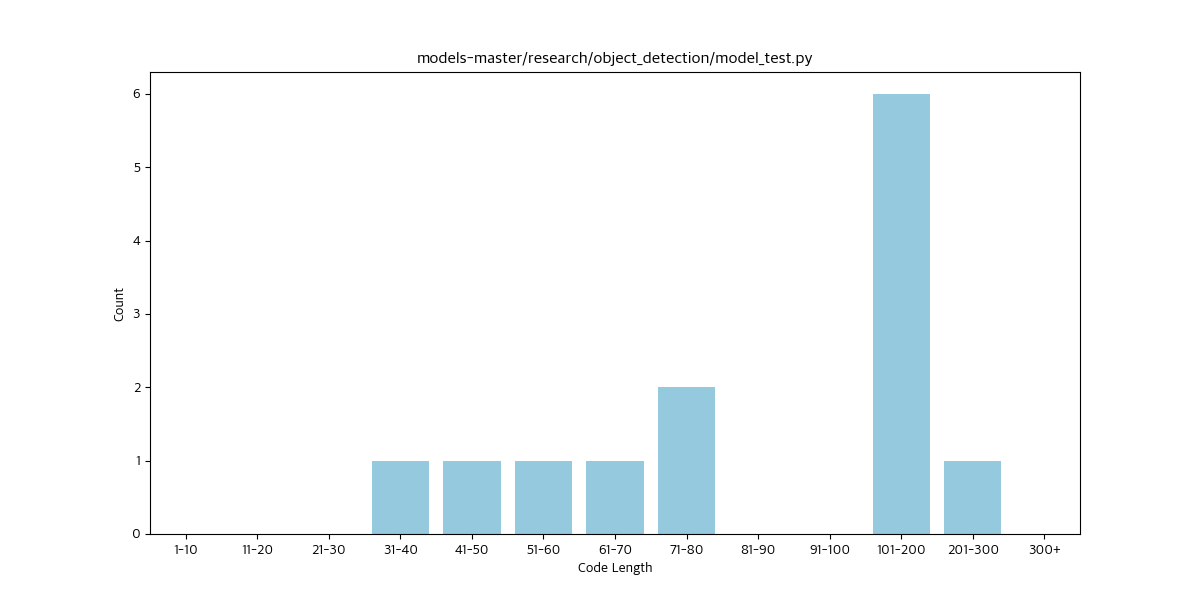 models-master/research/object_detection/model_test.py
Count
6
5
4
3
2
1
0
1-10 11-20 21-30 31-40 41-50 51-60 61-70 71-80 81-90 91-100 101-200 201-300 300+
Code Length